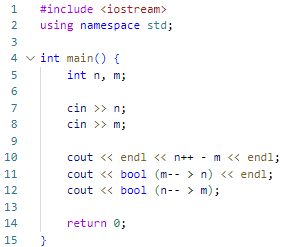 1 #include <iostream>
2 using namespace std;
3
4 int main() {
5 int n, m;
6
7 cin >> n;
8 cin >> m;
9
10 cout << endl << n++ - m << endl;
11 cout << bool (m-- > n) << endl;
12 cout << bool (n-- > m);
13
14 return 0;
15 }